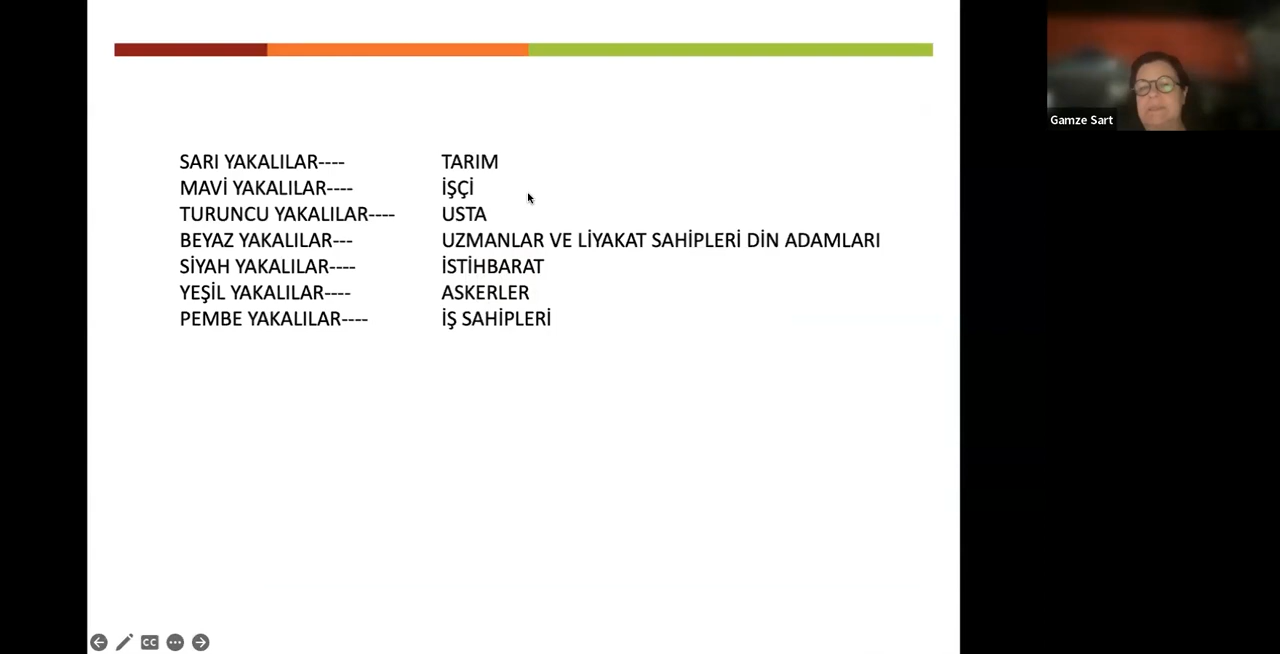 SARI YAKALILAR---- TARIM
MAVİ YAKALILAR---- İŞÇİ
TURUNCU YAKALILAR---- USTA
BEYAZ YAKALILAR--- UZMANLAR VE LİYAKAT SAHİPLERİ DİN ADAMLARI
SİYAH YAKALILAR---- İSTİHBARAT
YEŞİL YAKALILAR---- ASKERLER
PEMBE YAKALILAR---- İŞ SAHİPLERİ
Gamze Sart
CC